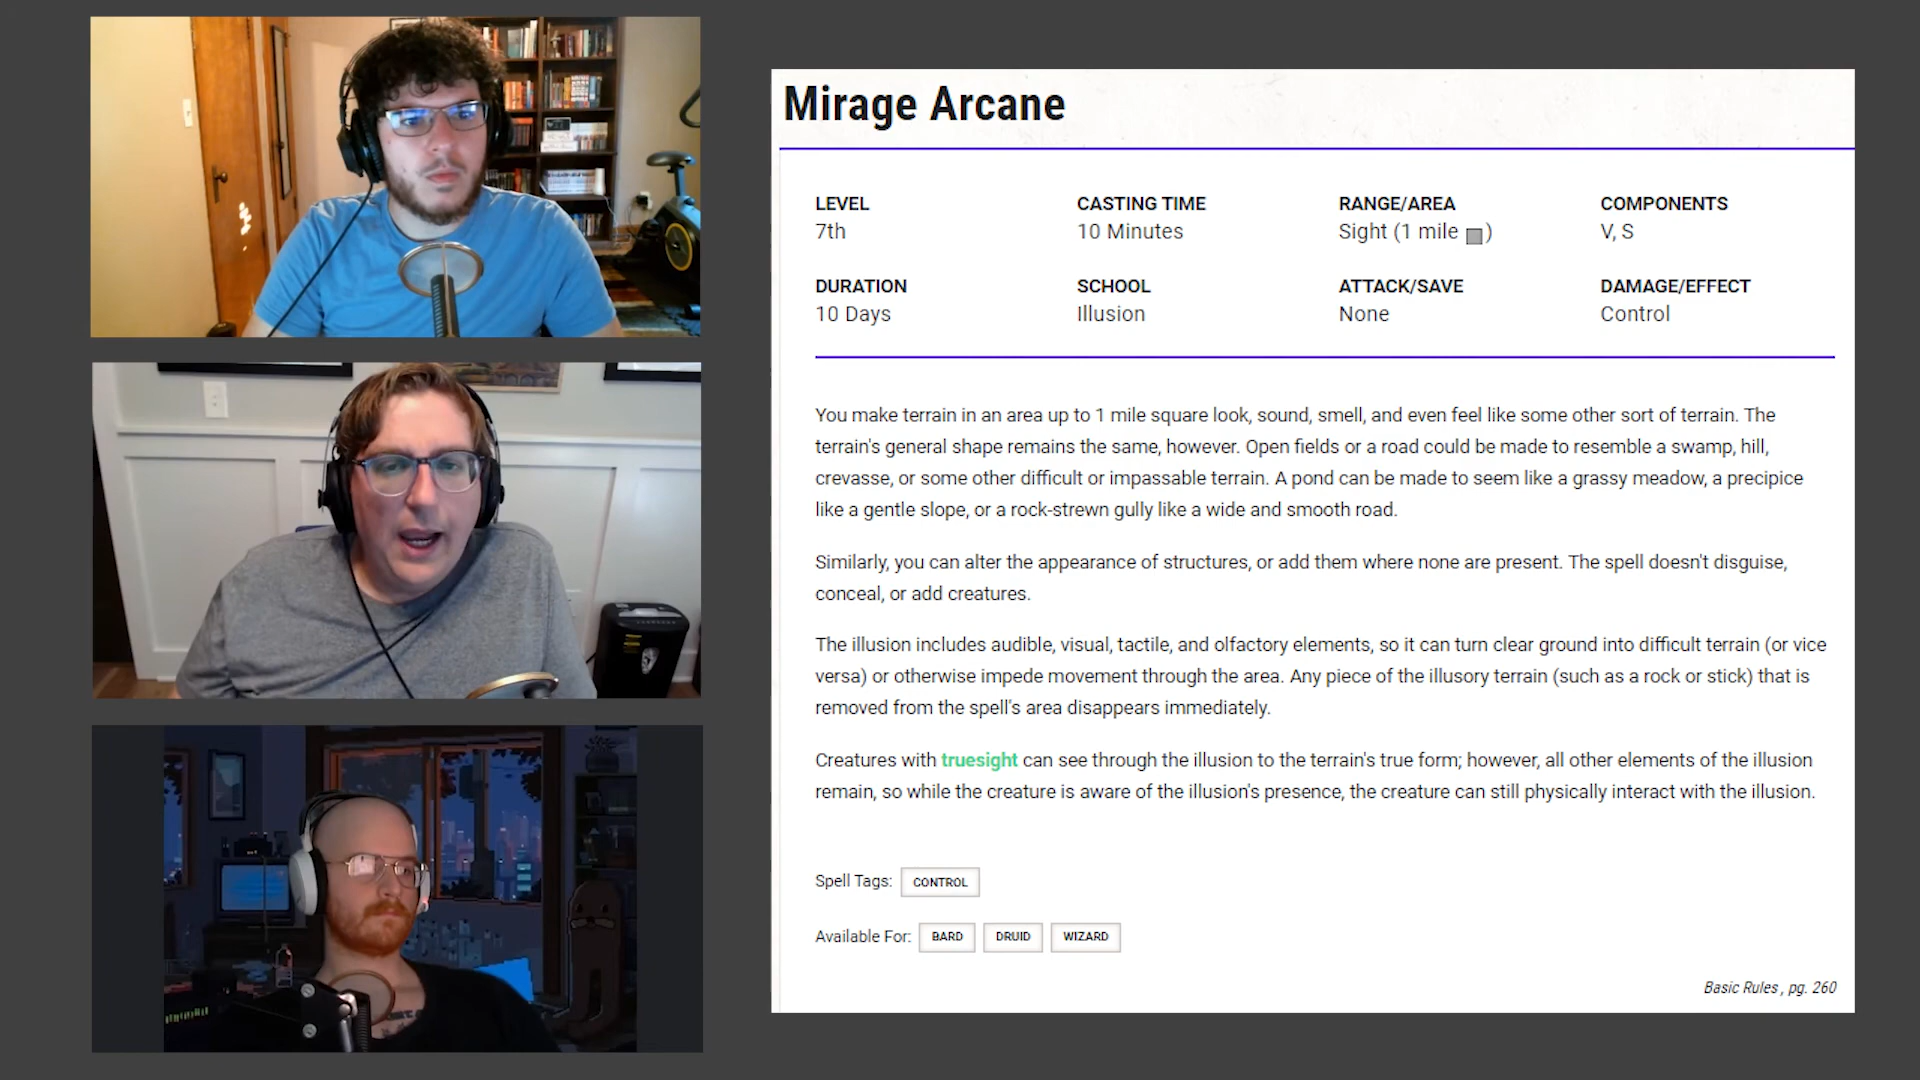 Mirage Arcane
LEVEL
7th
CASTING TIME
10 Minutes
RANGE/AREA
Sight (1 mile )
COMPONENTS
V, S
DURATION
10 Days
SCHOOL
Illusion
ATTACK/SAVE
None
DAMAGE/EFFECT
Control
You make terrain in an area up to 1 mile square look, sound, smell, and even feel like some other sort of terrain. The
terrain's general shape remains the same, however. Open fields or a road could be made to resemble a swamp, hill,
crevasse, or some other difficult or impassable terrain. A pond can be made to seem like a grassy meadow, a precipice
like a gentle slope, or a rock-strewn gully like a wide and smooth road.
Similarly, you can alter the appearance of structures, or add them where none are present. The spell doesn't disguise,
conceal, or add creatures.
The illusion includes audible, visual, tactile, and olfactory elements, so it can turn clear ground into difficult terrain (or vice
versa) or otherwise impede movement through the area. Any piece of the illusory terrain (such as a rock or stick) that is
removed from the spell's area disappears immediately.
Creatures with truesight can see through the illusion to the terrain's true form; however, all other elements of the illusion
remain, so while the creature is aware of the illusion's presence, the creature can still physically interact with the illusion.
Spell Tags: CONTROL
Available For: BARD DRUID WIZARD
Basic Rules , pg. 260